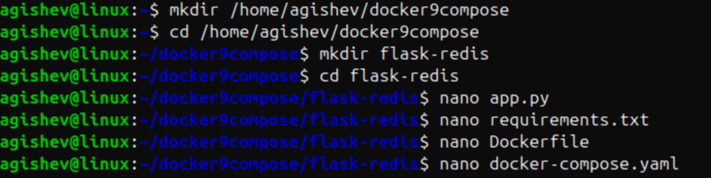 agishev@linux:~$ mkdir /home/agishev/docker9compose
agishev@linux:~$ cd /home/agishev/docker9compose
agishev@linux:~/docker9compose$ mkdir flask-redis
agishev@linux:~/docker9compose$ cd flask-redis
agishev@linux:~/docker9compose/flask-redis$ nano app.py
agishev@linux:~/docker9compose/flask-redis$ nano requirements.txt
agishev@linux:~/docker9compose/flask-redis$ nano Dockerfile
agishev@linux:~/docker9compose/flask-redis$ nano docker-compose.yaml